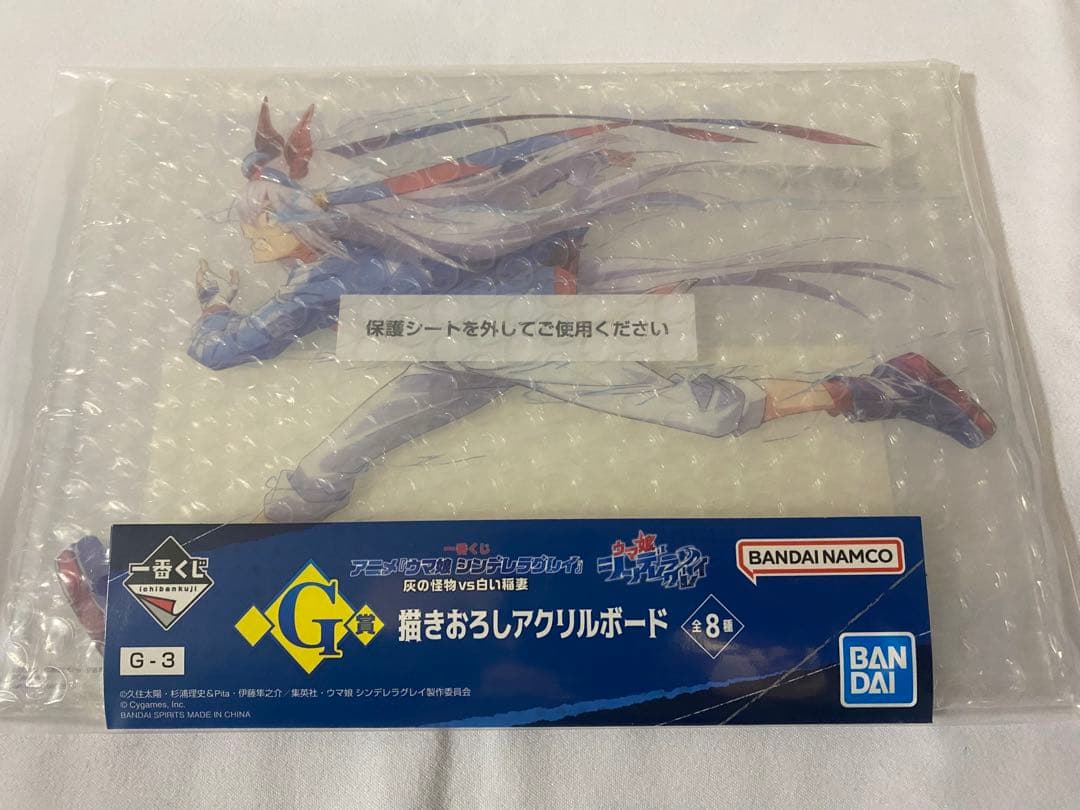 保護シートを外してご使用ください
一番くじ
ichibankuji
G-3
一番くじ
アニメ『ウマ娘 シンデレラグレイ』
灰の怪物vs白い稲妻
ウマ娘
シンデレラグレイ
BANDAI NAMCO
G賞
描きおろしアクリルボード
全8種
BAN
DAI
©久住太陽・杉浦理史&Pita・伊藤隼之介/集英社・ウマ娘 シンデレラグレイ製作委員会
© Cygames, Inc.
BANDAI SPIRITS MADE IN CHINA